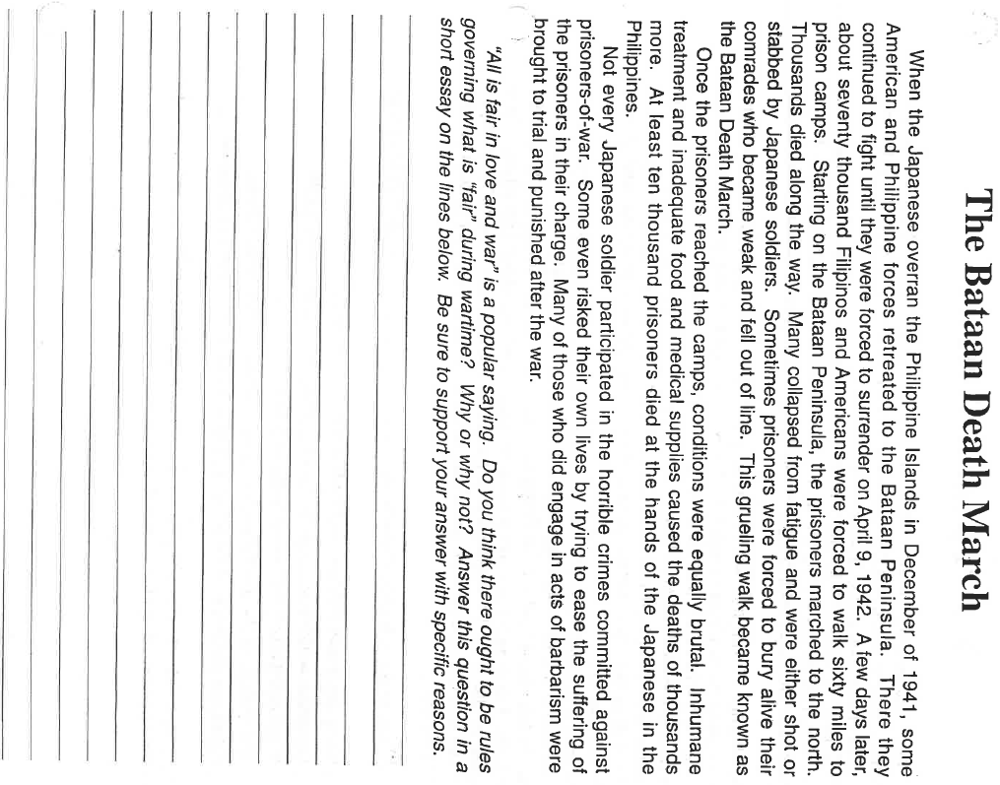 The Bataan Death March
When the Japanese overran the Philippine Islands in December of 1941, some
American and Philippine forces retreated to the Bataan Peninsula. There they
continued to fight until they were forced to surrender on April 9, 1942. A few days later,
about seventy thousand Filipinos and Americans were forced to walk sixty miles to
prison camps. Starting on the Bataan Peninsula, the prisoners marched to the north.
Thousands died along the way. Many collapsed from fatigue and were either shot or
stabbed by Japanese soldiers. Sometimes prisoners were forced to bury alive their
comrades who became weak and fell out of line. This grueling walk became known as
the Bataan Death March.
Once the prisoners reached the camps, conditions were equally brutal. Inhumane
treatment and inadequate food and medical supplies caused the deaths of thousands
more. At least ten thousand prisoners died at the hands of the Japanese in the
Philippines.
Not every Japanese soldier participated in the horrible crimes committed against
prisoners-of-war. Some even risked their own lives by trying to ease the suffering of
the prisoners in their charge. Many of those who did engage in acts of barbarism were
brought to trial and punished after the war.
"All is fair in love and war" is a popular saying. Do you think there ought to be rules
governing what is "fair" during wartime? Why or why not? Answer this question in a
short essay on the lines below. Be sure to support your answer with specific reasons.